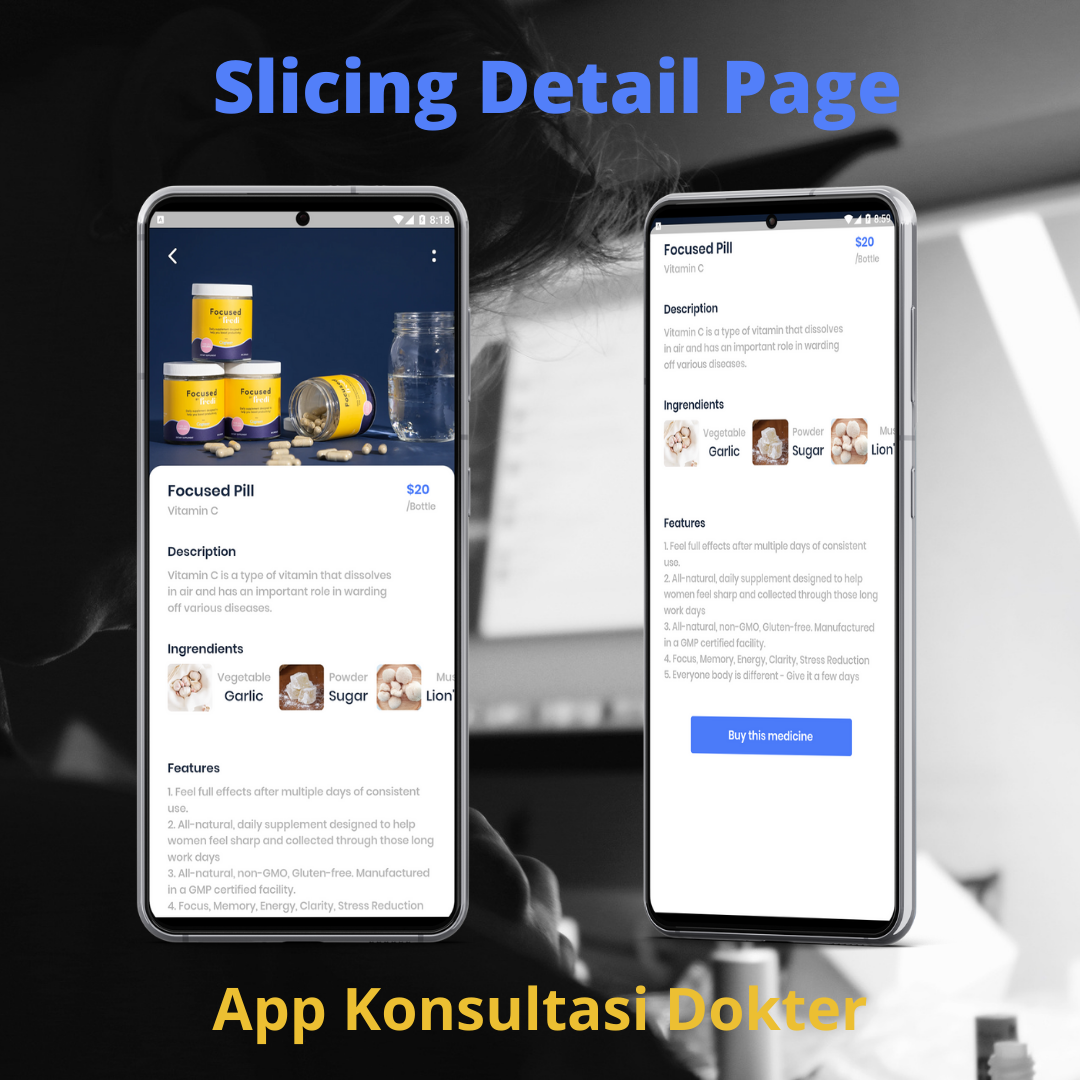 Slicing Detail Page
8:18
Focused
Focused
Focused
Focused
Focused Pill
$20
Vitamin C
/Bottle
Description
Vitamin C is a type of vitamin that dissolves
in air and has an important role in warding
off various diseases.
Ingrendients
Vegetable
Garlic
Powder
Sugar
Mus
Lion'
Features
1. Feel full effects after multiple days of consistent
use.
2. All-natural, daily supplement designed to help
women feel sharp and collected through those long
work days
3. All-natural, non-GMO, Gluten-free. Manufactured
in a GMP certified facility.
4. Focus, Memory, Energy, Clarity, Stress Reduction
8:59
Focused Pill
$20
Vitamin C
/Bottle
Description
Vitamin C is a type of vitamin that dissolves
in air and has an important role in warding
off various diseases.
Ingrendients
Vegetable
Garlic
Powder
Sugar
Mus
Lion'
Features
1. Feel full effects after multiple days of consistent
use.
2. All-natural, daily supplement designed to help
women feel sharp and collected through those long
work days
3. All-natural, non-GMO, Gluten-free. Manufactured
in a GMP certified facility.
4. Focus, Memory, Energy, Clarity, Stress Reduction
5. Everyone body is different - Give it a few days
Buy this medicine
App Konsultasi Dokter